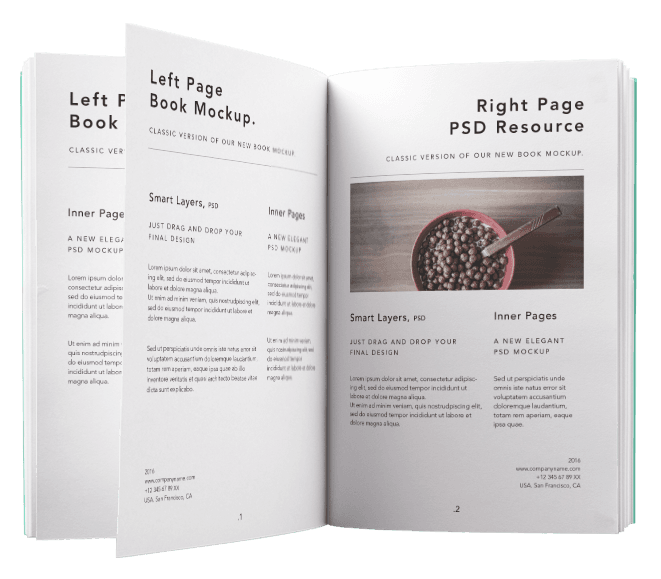 Left P
Book
CLASSIC VER
Inner Page
A NEW ELEGA
PSD MOCKUP
Lorem ipsum dolor
consectetur adipisc
sed do eiusmod te
incididunt ut labor
magna aliqua.
Ut enim ad minim
quis nostrudpiscing
do eiusmod tempo
incididunt ut labor
magna aliqua.
Left Page
Book Mockup.
CLASSIC VERSION OF OUR NEW BOOK MOCKUP.
Smart Layers, PSD
JUST DRAG AND DROP YOUR
FINAL DESIGN
Lorem ipsum dolor sit amet, consectetur adipisc-
ing elit, sed do eiusmod tempor incididunt ut
labore et dolore magna aliqua.
Ut enim ad minim veniam, quis nostrudpiscing elit,
sed do eiusmod tempor incididunt ut labore et
dolore magna aliqua.
Sed ut perspiciatis unde omnis iste natus error sit
voluptatem accusantium doloremque laudantium,
totam rem aperiam, eaque ipsa quae ab illo
inventore veritatis et quasi architecto beatae vitae
dicta sunt explicabo.
Inner Pages
A NEW ELEGANT
PSD MOCKUP
Lorem ipsum dolor sit amet,
consectetur adipiscing elit,
sed do eiusmod tempor
incididunt ut labore et dolore
magna aliqua.
Ut enim ad minim veniam,
quis nostrudpiscing elit, sed
do eiusmod tempor
incididunt ut labore et dolore
magna aliqua.
2016
www.companyname.com
+12 345 67 89 XX
USA. San Francisco, CA
.1
Right Page
PSD Resource
CLASSIC VERSION OF OUR NEW BOOK MOCKUP.
Smart Layers, PSD
JUST DRAG AND DROP YOUR
FINAL DESIGN
Lorem ipsum dolor sit amet, consectetur adipisc-
ing elit, sed do eiusmod tempor incididunt ut
labore et dolore magna aliqua.
Ut enim ad minim veniam, quis nostrudpiscing elit,
sed do eiusmod tempor incididunt ut labore et
dolore magna aliqua.
Inner Pages
A NEW ELEGANT
PSD MOCKUP
Sed ut perspiciatis unde
omnis iste natus error sit
voluptatem accusantium
doloremque laudantium,
totam rem aperiam, eaque
ipsa quae.
2016
www.companyname.com
+12 345 67 89 XX
USA. San Francisco, CA
.2